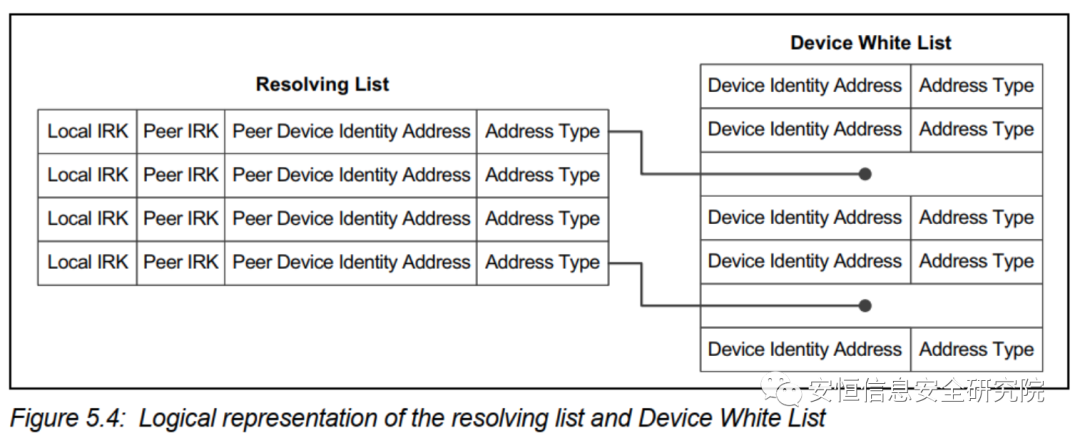 Device White List
Resolving List
Device Identity Address Address Type
Local IRK Peer IRK Peer Device Identity Address Address Type
Device Identity Address Address Type
Local IRK Peer IRK Peer Device Identity Address Address Type
Local IRK Peer IRK Peer Device Identity Address Address Type
Device Identity Address Address Type
Local IRK Peer IRK Peer Device Identity Address Address Type
Device Identity Address Address Type
Device Identity Address Address Type
安恒信息安全研究院
Figure 5.4: Logical representation of the resolving list and Device White List